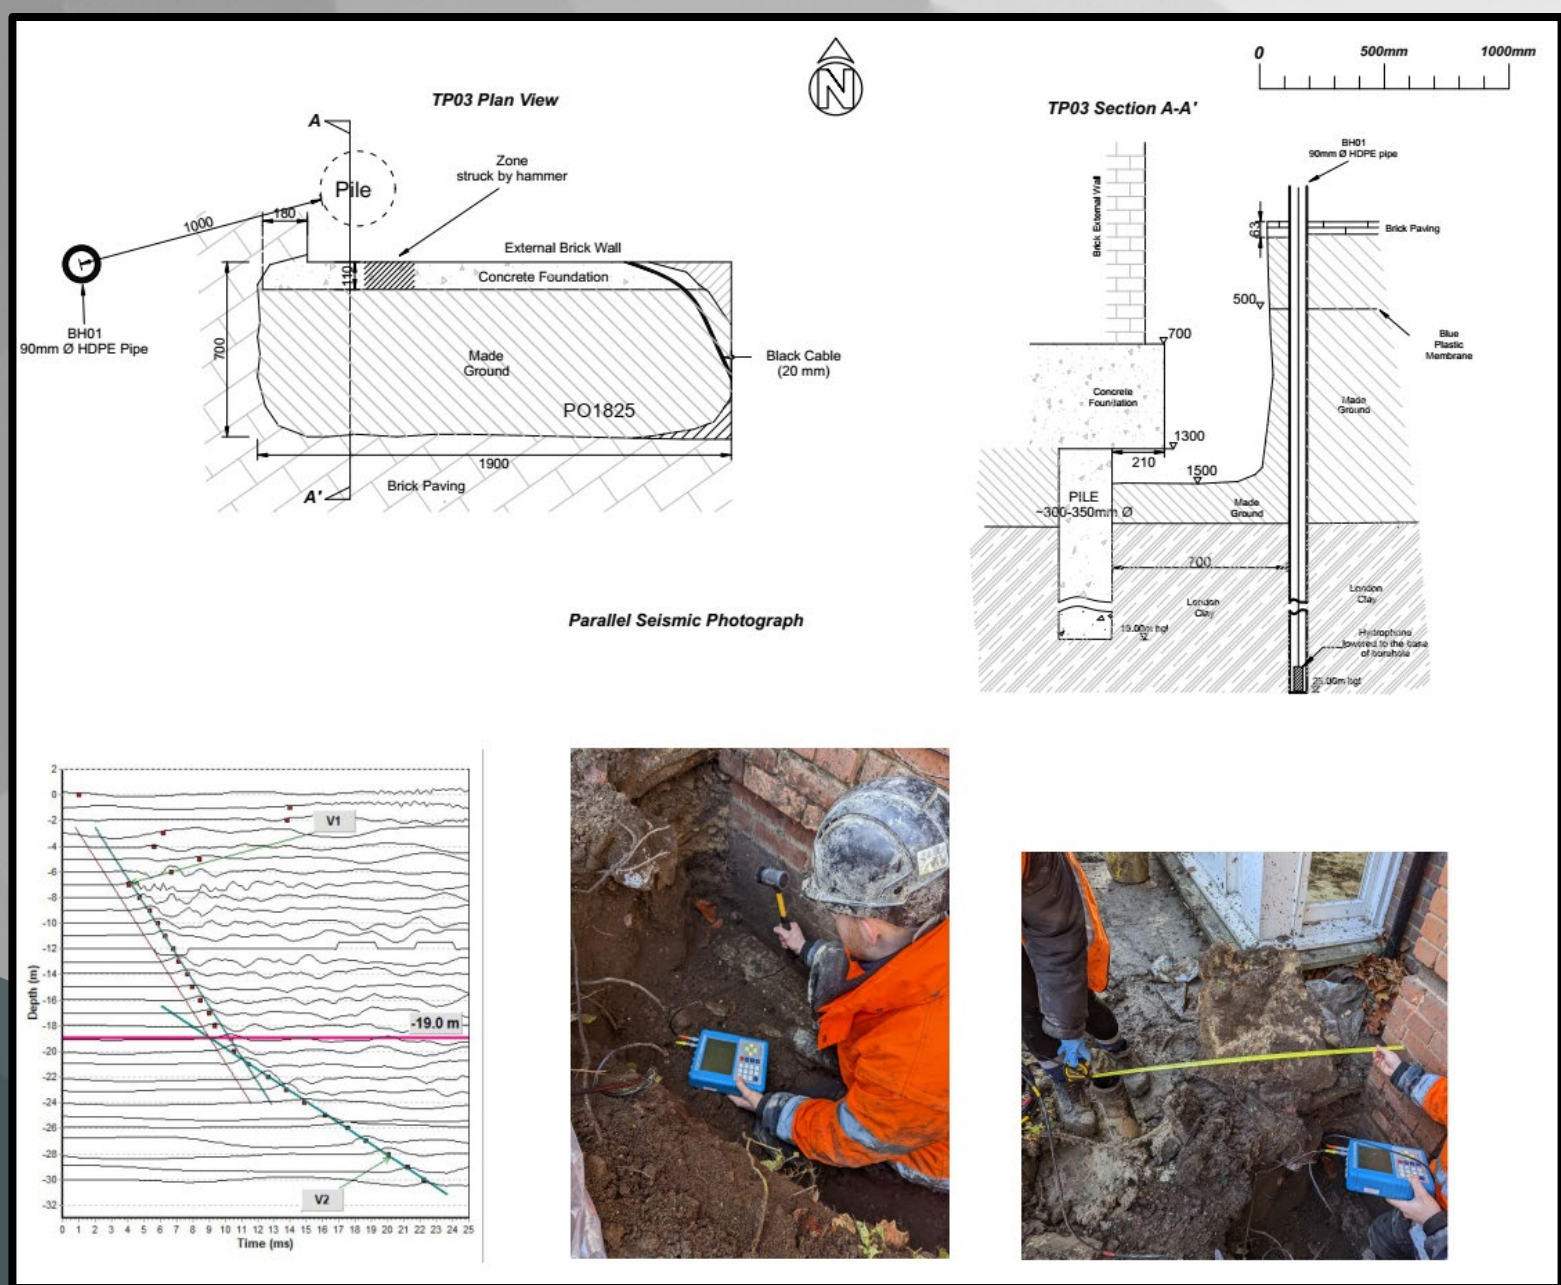 TP03 Plan View
N
0
500mm
1000mm
TP03 Section A-A'
A
Zone
struck by hammer
Pile
180
1000
External Brick Wall
Concrete Foundation
110
700
BH01
90mm Ø HDPE Pipe
Made
Ground
Black Cable
(20 mm)
PO1825
1900
Brick Paving
A'
BH01
90mm Ø HDPE pipe
Brick External Wall
63
Brick Paving
500
Blue
Plastic
Membrane
700
Concrete
Foundation
Made
Ground
1300
210
1500
PILE
~300-350mm Ø
Made
Ground
700
London
Clay
London
Clay
19.00m bgl
Hydrophone
lowered to the base
of borehole
Parallel Seismic Photograph
2
0
-2
-4
-6
-8
-10
-12
-14
-16
-18
-20
-22
-24
-26
-28
-30
-32
Depth (m)
V1
-19.0 m
V2
0 1 2 3 4 5 6 7 8 9 10 11 12 13 14 15 16 17 18 19 20 21 22 23 24 25
Time (ms)